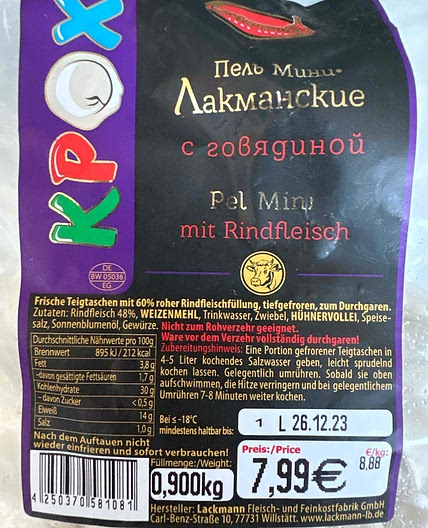 КРОХ
Пель Мини·
Лакманские
с говядиной
Pel Mini
mit Rindfleisch
DE
BW 05036
EG
Frische Teigtaschen mit 60% roher Rindfleischfüllung, tiefgefroren, zum Durchgaren.
Zutaten: Rindfleisch 48%, WEIZENMEHL, Trinkwasser, Zwiebel, HÜHNERVOLLEI, Speise-
salz, Sonnenblumenöl, Gewürze. Nicht zum Rohverzehr geeignet.
Ware vor dem Verzehr vollständig durchgaren!
Durchschnittliche Nährwerte pro 100g
Brennwert 895 kJ / 212 kcal
Fett 3,8 g
-davon gesättigte Fettsäuren 1,7 g
Kohlenhydrate 30 g
- davon Zucker <0,5 g
Eiweiß 14 g
Salz 1,0 g
Zubereitungshinweis: Eine Portion gefrorener Teigtaschen in
4-5 Liter kochendes Salzwasser geben, leicht sprudelnd
kochen lassen. Gelegentlich umrühren. Sobald sie oben
aufschwimmen, die Hitze verringern und bei gelegentlichem
Umrühren 7-8 Minuten weiter kochen.
Nach dem Auftauen nicht
wieder einfrieren und sofort verbrauchen!
Bei ≤ -18°C
mindestens haltbar bis:
1 L 26.12.23
Füllmenge:/Weight:
0,900kg
Preis:/Price
7,99€
€/kg:
8,88
4 250370 581081
Hersteller: Lackmann Fleisch- und Feinkostfabrik GmbH
Carl-Benz-Straße 10, 77731 Willstätt. www.lackmann-lb.de